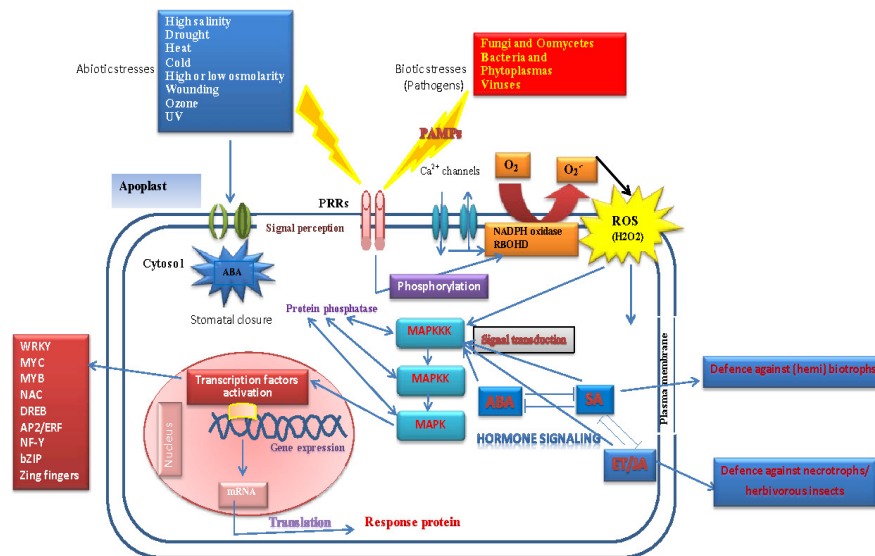 Abiotic stresses
High salinity
Drought
Heat
Cold
High or low osmolarity
Wounding
Ozone
UV
Biotic stresses
(Pathogens)
Fungi and Oomycetes
Bacteria and
Phytoplasmas
Viruses
PAMPs
Ca²⁺ channels
O₂
O₂⁻
Apoplast
PRRs
Signal perception
NADPH oxidase
RBOHD
ROS
(H2O2)
Cytosol
ABA
Stomatal closure
Phosphorylation
Protein phosphatase
MAPKKK
Signal transduction
MAPKK
MAPK
Plasma membrane
WRKY
MYC
MYB
NAC
DREB
AP2/ERF
NF-Y
bZIP
Zing fingers
Transcription factors
activation
Nucleus
Gene expression
mRNA
Translation
Response protein
ABA
SA
HORMONE SIGNALING
ET/JA
Defence against (hemi) biotrophs
Defence against necrotrophs/
herbivorous insects